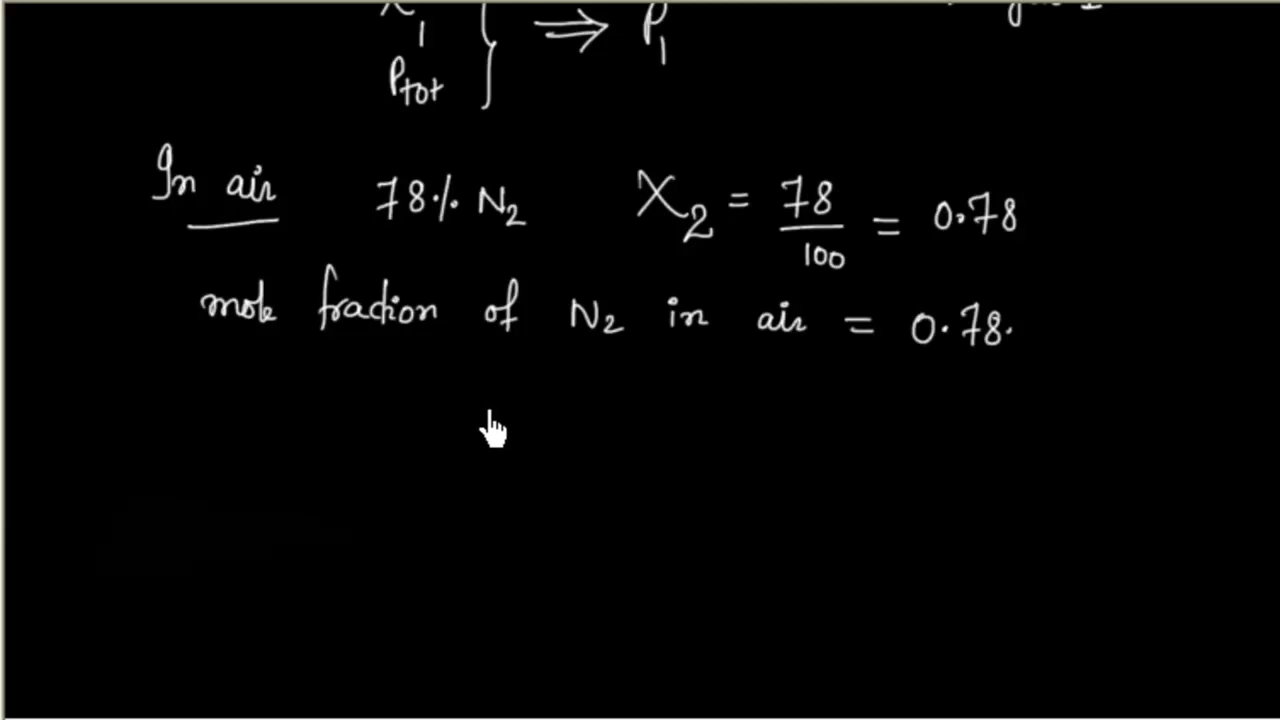 X1 } ⇒ P1
Ptot
In air 78% N2 X2 = 78/100 = 0.78
mole fraction of N2 in air = 0.78.